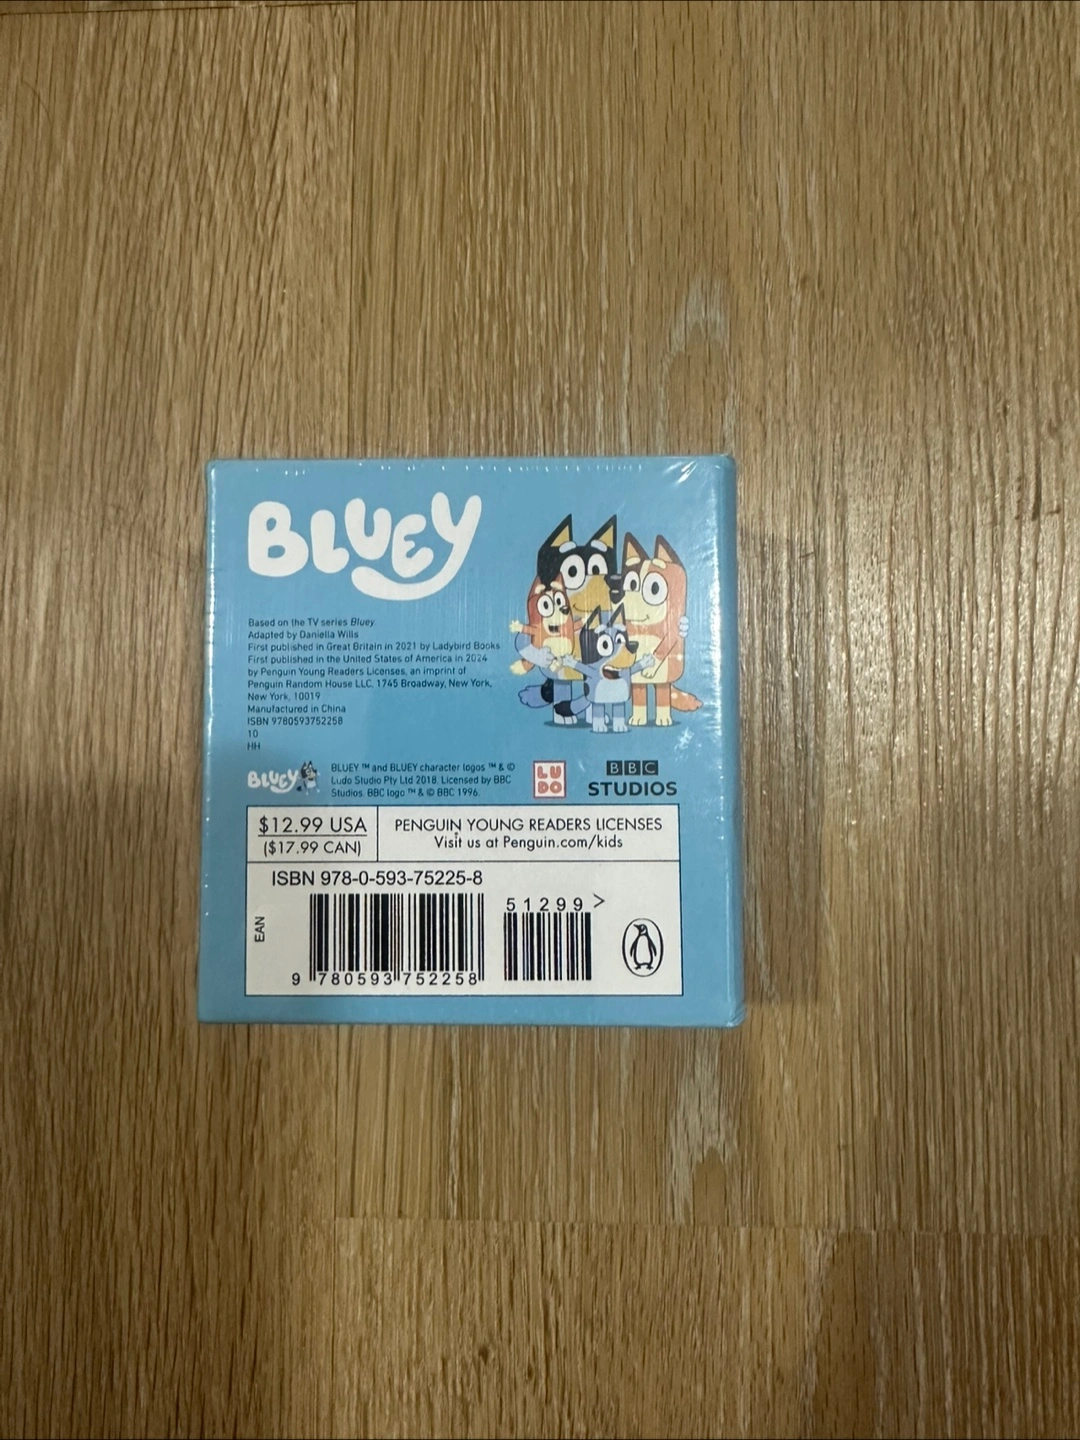 BLUEY
Based on the TV series Bluey
Adapted by Daniella Wills
First published in Great Britain in 2021 by Ladybird Books
First published in the United States of America in 2024
by Penguin Young Readers Licenses, an imprint of
Penguin Random House LLC, 1745 Broadway, New York,
New York, 10019
Manufactured in China
ISBN 9780593752258
10
HH
BLUEY
BLUEY ™ and BLUEY character logos ™ & ©
Ludo Studio Pty Ltd 2018. Licensed by BBC
Studios. BBC logo ™ & © BBC 1996.
LU
DO
BBC
STUDIOS
$12.99 USA
($17.99 CAN)
PENGUIN YOUNG READERS LICENSES
Visit us at Penguin.com/kids
ISBN 978-0-593-75225-8
51299>
EAN
9 780593 752258